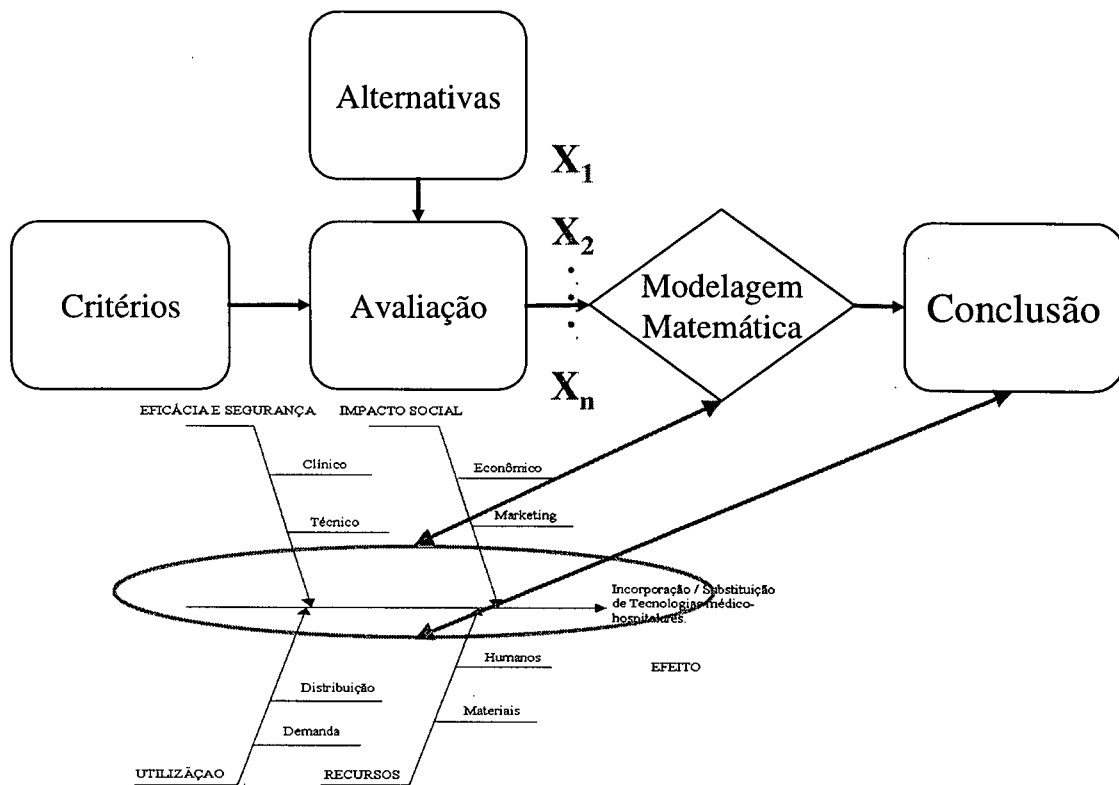 Alternativas
X1
X2
Critérios
Avaliação
Modelagem
Matemática
Conclusão
Xn
EFICÁCIA E SEGURANÇA
IMPACTO SOCIAL
Clínico
Econômico
Técnico
Marketing
Incorporação / Substituição
de Tecnologias médico-
hospitalares.
Humanos
EFEITO
Distribuição
Materiais
Demanda
UTILIZÃÇAO
RECURSOS